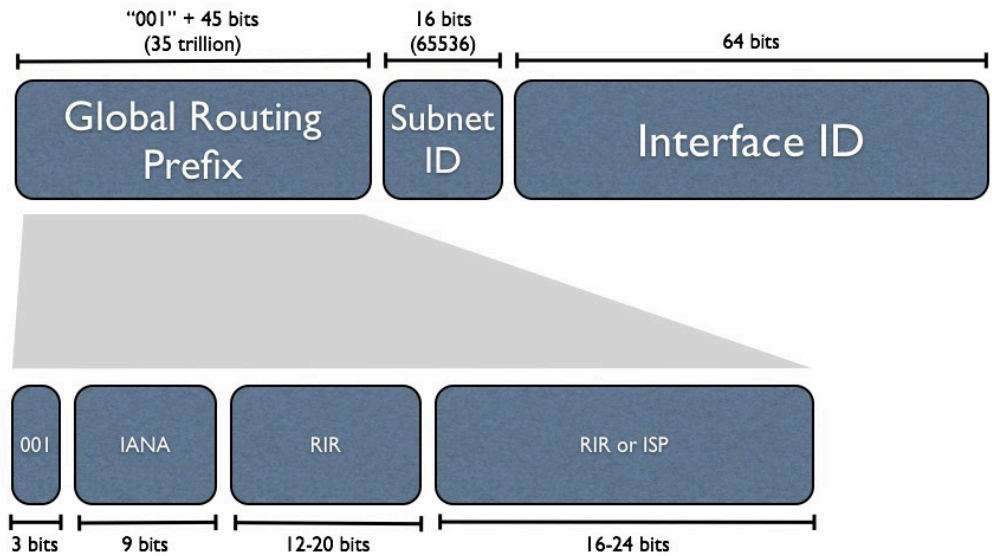 “001” + 45 bits
(35 trillion)
16 bits
(65536)
64 bits
Global Routing
Prefix
Subnet
ID
Interface ID
001
IANA
RIR
RIR or ISP
3 bits
9 bits
12-20 bits
16-24 bits